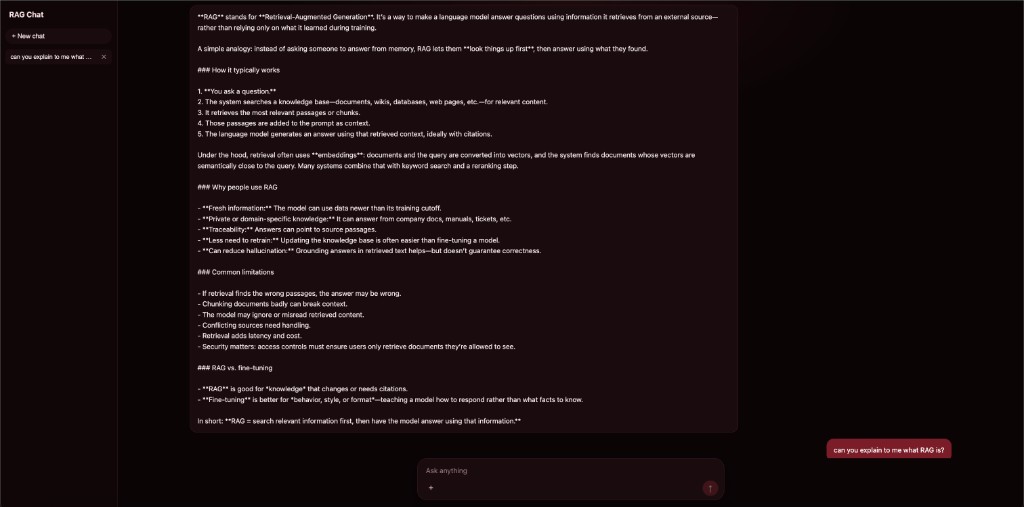 RAG Chat
+ New chat
can you explain to me what ...
**RAG** stands for **Retrieval-Augmented Generation**. It's a way to make a language model answer questions using information it retrieves from an external source—
rather than relying only on what it learned during training.
A simple analogy: instead of asking someone to answer from memory, RAG lets them **look things up first**, then answer using what they found.
### How it typically works
1. **You ask a question.**
2. The system searches a knowledge base—documents, wikis, databases, web pages, etc.—for relevant content.
3. It retrieves the most relevant passages or chunks.
4. Those passages are added to the prompt as context.
5. The language model generates an answer using that retrieved context, ideally with citations.
Under the hood, retrieval often uses **embeddings**: documents and the query are converted into vectors, and the system finds documents whose vectors are
semantically close to the query. Many systems combine that with keyword search and a reranking step.
### Why people use RAG
- **Fresh information:** The model can use data newer than its training cutoff.
- **Private or domain-specific knowledge:** It can answer from company docs, manuals, tickets, etc.
- **Traceability:** Answers can point to source passages.
- **Less need to retrain:** Updating the knowledge base is often easier than fine-tuning a model.
- **Can reduce hallucination:** Grounding answers in retrieved text helps—but doesn't guarantee correctness.
### Common limitations
- If retrieval finds the wrong passages, the answer may be wrong.
- Chunking documents badly can break context.
- The model may ignore or misread retrieved content.
- Conflicting sources need handling.
- Retrieval adds latency and cost.
- Security matters: access controls must ensure users only retrieve documents they're allowed to see.
### RAG vs. fine-tuning
- **RAG** is good for *knowledge* that changes or needs citations.
- **Fine-tuning** is better for *behavior, style, or format*—teaching a model how to respond rather than what facts to know.
In short: **RAG = search relevant information first, then have the model answer using that information.**
can you explain to me what RAG is?
Ask anything
+